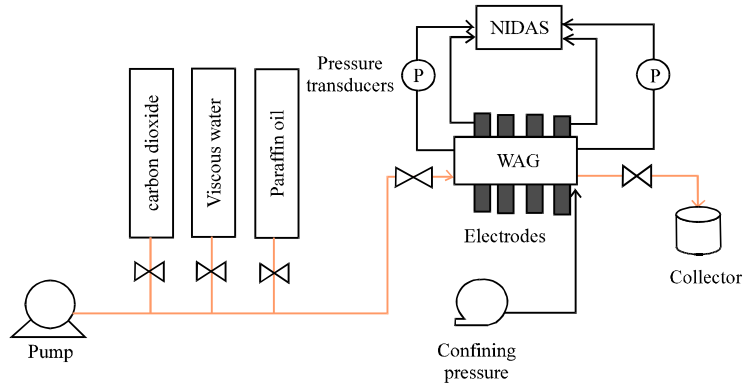 NIDAS
Pressure
transducers
P
P
carbon dioxide
Viscous water
Paraffin oil
WAG
Electrodes
Collector
Pump
Confining
pressure